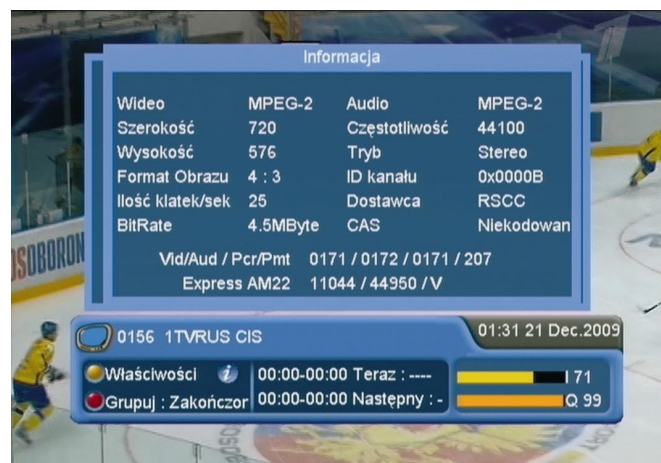 Informacja
Wideo MPEG-2 Audio MPEG-2
Szerokość 720 Częstotliwość 44100
Wysokość 576 Tryb Stereo
Format Obrazu 4 : 3 ID kanału 0x0000B
Ilość klatek/sek 25 Dostawca RSCC
BitRate 4.5MByte CAS Niekodowan
Vid/Aud / Pcr/Pmt 0171 / 0172 / 0171 / 207
Express AM22 11044 / 44950 / V
OSOBORON
0156 1TVRUS CIS 01:31 21 Dec.2009
Właściwości i 00:00-00:00 Teraz : ---- I 71
Grupuj : Zakończor 00:00-00:00 Następny : - Q 99